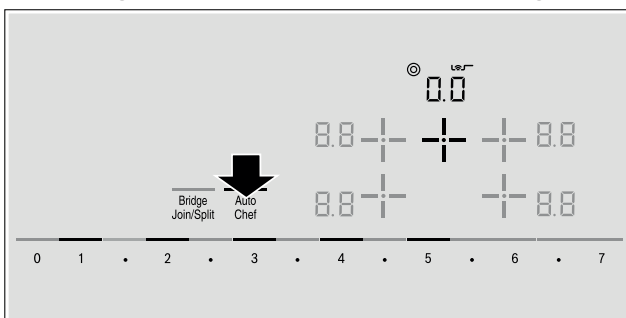 0.0
8.8 8.8
Bridge Auto
Join/Split Chef
8.8 8.8
0 1 . 2 . 3 . 4 . 5 . 6 . 7